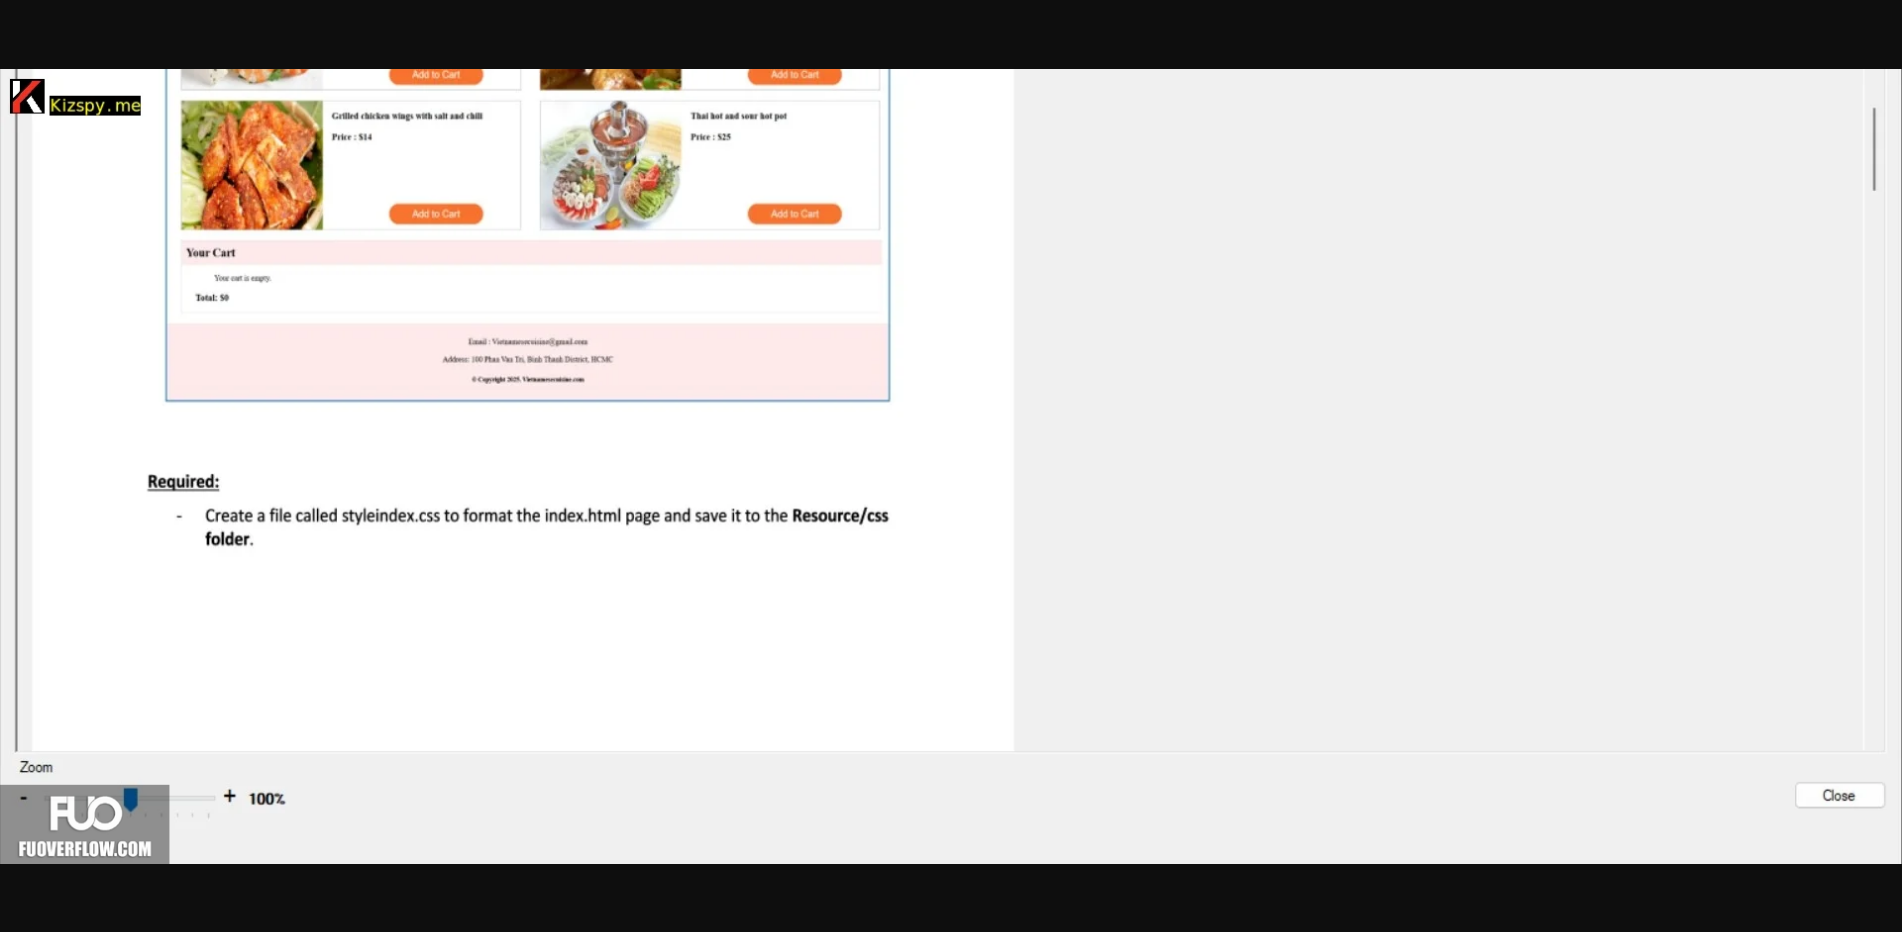 Add to Cart
Add to Cart
Kizspy.me
Grilled chicken wings with salt and chili
Price : $14
Add to Cart
Thai hot and sour hot pot
Price : $25
Add to Cart
Your Cart
Your cart is empty.
Total: $0
Email : Vietnamesecuisine@gmail.com
Address: 100 Phan Van Tri, Binh Thanh District, HCMC
© Copyright 2025. Vietnamesecuisine.com
Required:
- Create a file called styleindex.css to format the index.html page and save it to the Resource/css
folder.
Zoom
- + 100%
Close
FUO
FUOVERFLOW.COM